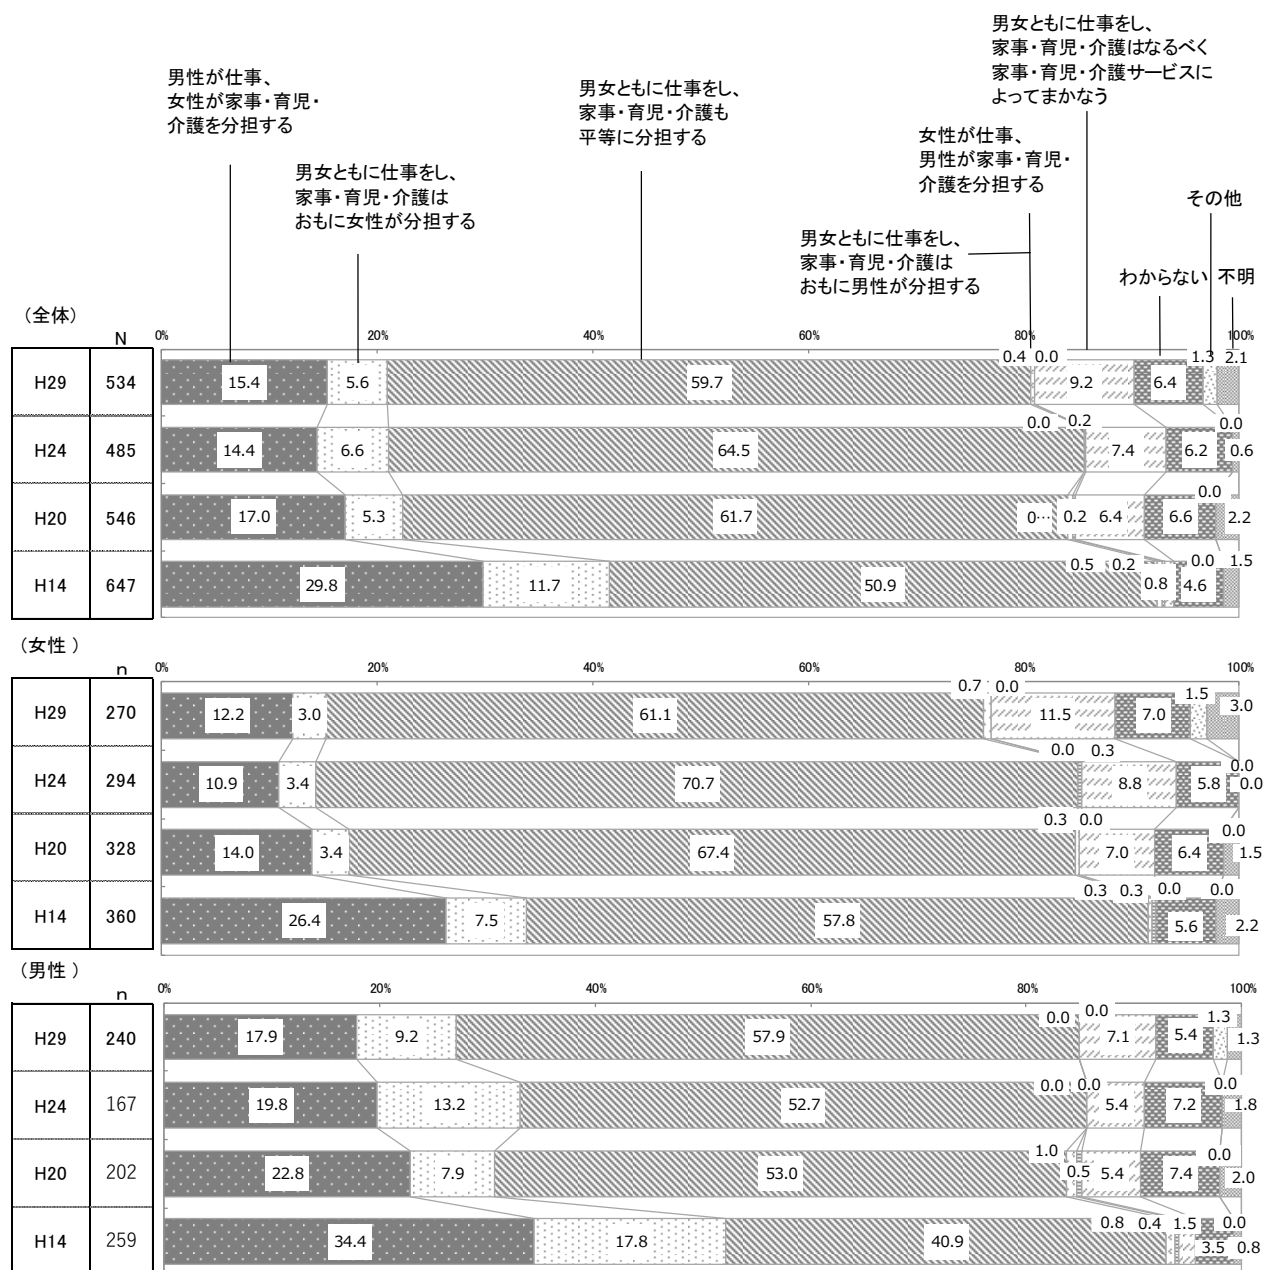 男女ともに仕事をし、
家事・育児・介護はなるべく
家事・育児・介護サービスに
よってまかなう
男性が仕事、
女性が家事・育児・
介護を分担する
男女ともに仕事をし、
家事・育児・介護も
平等に分担する
女性が仕事、
男性が家事・育児・
介護を分担する
男女ともに仕事をし、
家事・育児・介護は
おもに女性が分担する
その他
男女ともに仕事をし、
家事・育児・介護は
おもに男性が分担する
わからない 不明
（全体）
N 0% 20% 40% 60% 80% 100%
0.4 0.0 1.3 2.1
H29 534 15.4 5.6 59.7 9.2 6.4
0.0 0.2 0.0
H24 485 14.4 6.6 64.5 7.4 6.2 0.6
0.0
H20 546 17.0 5.3 61.7 0… 0.2 6.4 6.6 2.2
0.5 0.2 0.0 1.5
H14 647 29.8 11.7 50.9 0.8 4.6
（女性）
n 0% 20% 40% 60% 80% 100%
0.7 0.0 1.5
H29 270 12.2 3.0 61.1 11.5 7.0 3.0
0.0 0.3 0.0
H24 294 10.9 3.4 70.7 8.8 5.8 0.0
0.3 0.0 0.0
H20 328 14.0 3.4 67.4 7.0 6.4 1.5
0.3 0.3 0.0 0.0
H14 360 26.4 7.5 57.8 5.6 2.2
（男性）
n 0% 20% 40% 60% 80% 100%
0.0 0.0 1.3
H29 240 17.9 9.2 57.9 7.1 5.4 1.3
0.0 0.0 0.0
H24 167 19.8 13.2 52.7 5.4 7.2 1.8
1.0 0.0
H20 202 22.8 7.9 53.0 0.5 5.4 7.4 2.0
0.8 0.4 1.5 0.0
H14 259 34.4 17.8 40.9 3.5 0.8